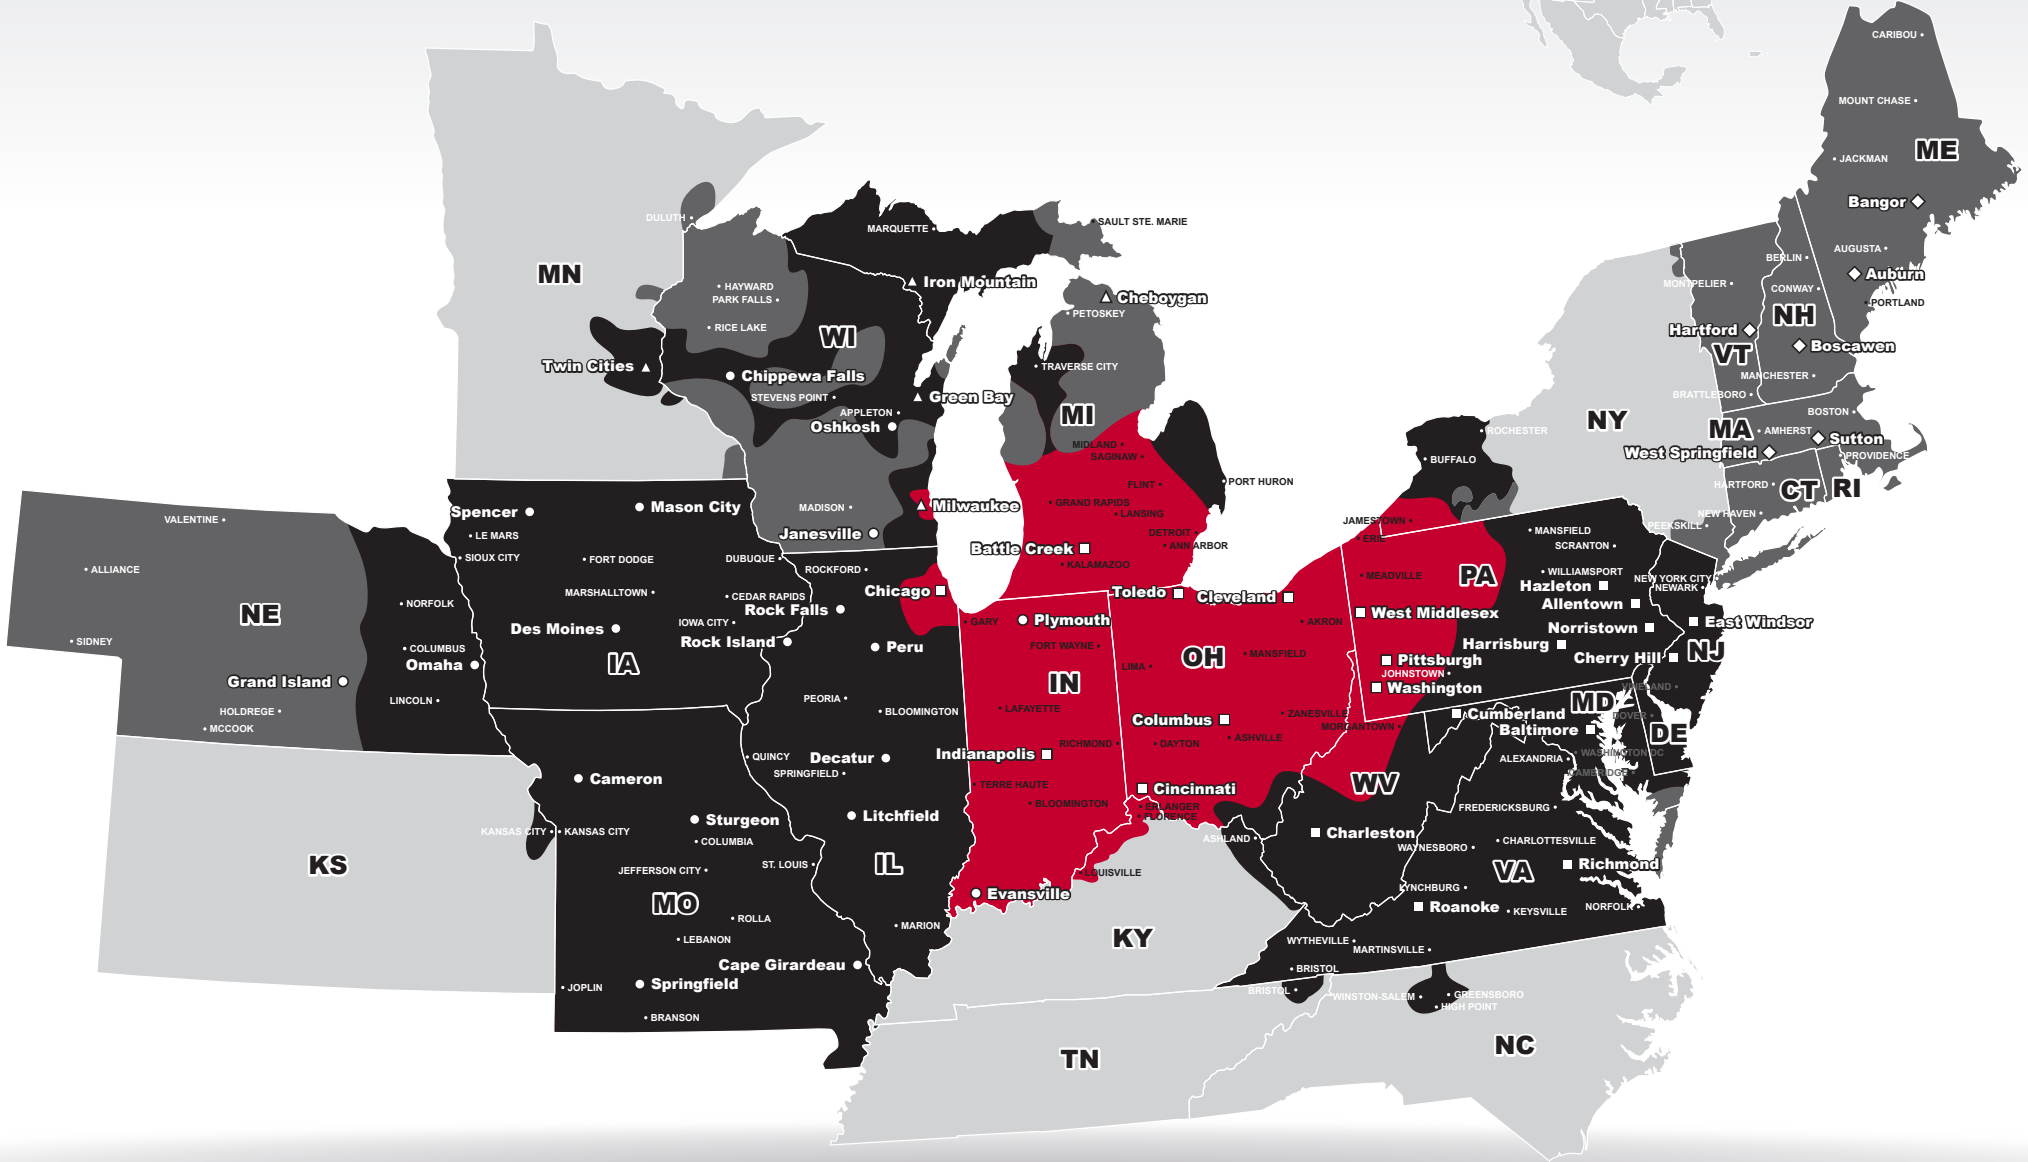 CARIBOU
MOUNT CHASE
ME
JACKMAN
Bangor
AUGUSTA
BERLIN
Auburn
MONTPELIER
CONWAY
PORTLAND
NH
Hartford
Boscawen
VT
MANCHESTER
BRATTLEBORO
BOSTON
NY
MA
AMHERST
Sutton
West Springfield
PROVIDENCE
HARTFORD
CT
RI
NEW HAVEN
PEEKSKILL
ROCHESTER
BUFFALO
JAMESTOWN
ERIE
MANSFIELD
SCRANTON
MEADVILLE
PA
WILLIAMSPORT
Hazleton
NEW YORK CITY
NEWARK
Allentown
West Middlesex
East Windsor
Norristown
Harrisburg
Cherry Hill
NJ
Pittsburgh
JOHNSTOWN
Washington
VINELAND
MD
Cumberland
DOVER
Baltimore
DE
MORGANTOWN
WASHINGTON DC
ALEXANDRIA
CAMBRIDGE
WV
FREDERICKSBURG
Charleston
CHARLOTTESVILLE
WAYNESBORO
VA
Richmond
LYNCHBURG
Roanoke
KEYSVILLE
NORFOLK
WYTHEVILLE
MARTINSVILLE
BRISTOL
BRISTOL
WINSTON-SALEM
GREENSBORO
HIGH POINT
NC
DULUTH
MN
Twin Cities
MARQUETTE
SAULT STE. MARIE
Iron Mountain
HAYWARD
PARK FALLS
RICE LAKE
WI
Chippewa Falls
STEVENS POINT
Green Bay
APPLETON
Oshkosh
MADISON
Milwaukee
Janesville
Cheboygan
PETOSKEY
TRAVERSE CITY
MI
MIDLAND
SAGINAW
FLINT
PORT HURON
GRAND RAPIDS
LANSING
DETROIT
ANN ARBOR
Battle Creek
KALAMAZOO
VALENTINE
ALLIANCE
NE
NORFOLK
SIDNEY
COLUMBUS
Omaha
Grand Island
LINCOLN
HOLDREGE
MCCOOK
Spencer
Mason City
LE MARS
SIOUX CITY
FORT DODGE
DUBUQUE
MARSHALLTOWN
CEDAR RAPIDS
IOWA CITY
Des Moines
IA
ROCKFORD
Chicago
Rock Falls
Rock Island
Peru
PEORIA
BLOOMINGTON
QUINCY
Decatur
SPRINGFIELD
Litchfield
IL
MARION
Toledo
Cleveland
GARY
Plymouth
FORT WAYNE
AKRON
LIMA
OH
MANSFIELD
IN
LAFAYETTE
Columbus
ZANESVILLE
ASHVILLE
RICHMOND
DAYTON
Indianapolis
TERRE HAUTE
Cincinnati
BLOOMINGTON
ERLANGER
FLORENCE
ASHLAND
LOUISVILLE
Evansville
KY
TN
KS
Cameron
KANSAS CITY
KANSAS CITY
Sturgeon
COLUMBIA
ST. LOUIS
JEFFERSON CITY
MO
ROLLA
LEBANON
Cape Girardeau
Springfield
JOPLIN
BRANSON